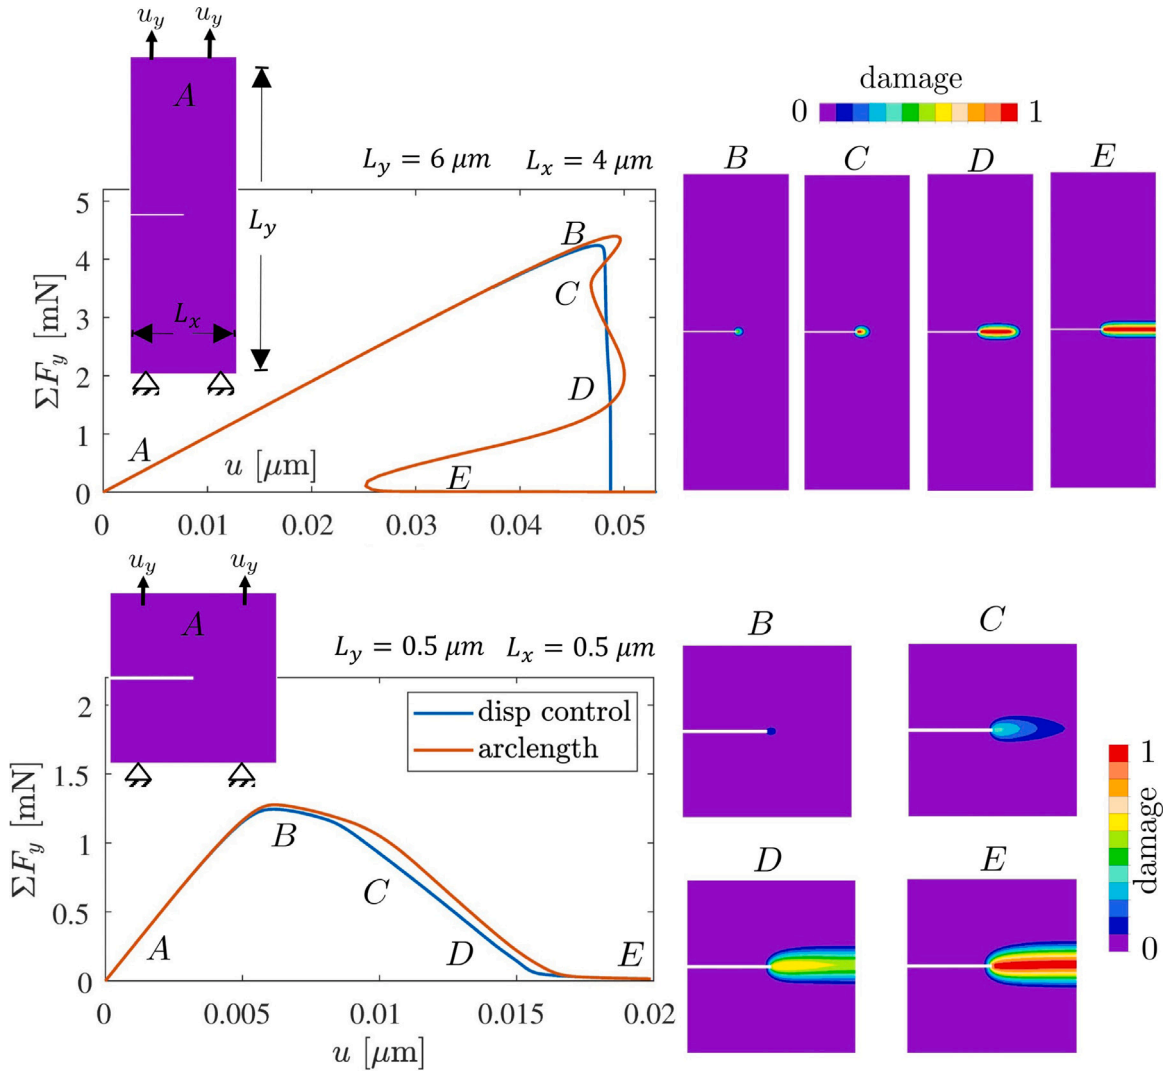 u_y u_y
A
damage
0 1
L_y = 6 μm L_x = 4 μm
B C D E
5
4
3
2
1
0
ΣF_y [mN]
L_y
L_x
B
C
D
A
E
u [μm]
0 0.01 0.02 0.03 0.04 0.05
u_y u_y
A
L_y = 0.5 μm L_x = 0.5 μm
2
1.5
1
0.5
0
ΣF_y [mN]
disp control
arclength
B
C
A
D
E
0 0.005 0.01 0.015 0.02
u [μm]
B C
D E
1
damage
0